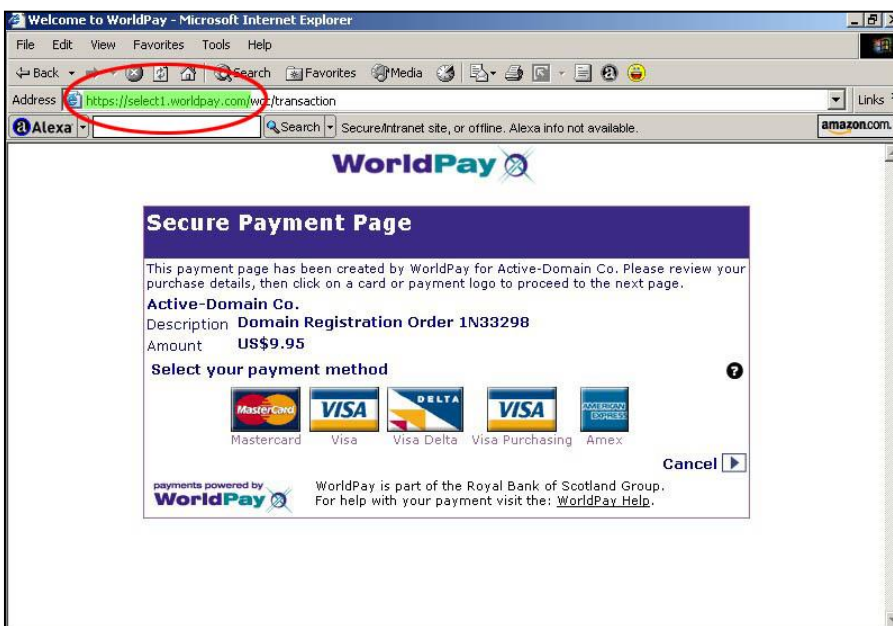 Welcome to WorldPay - Microsoft Internet Explorer
File Edit View Favorites Tools Help
Back Search Favorites Media
Address https://select1.worldpay.com/wcc/transaction Links
Alexa Search Secure/Intranet site, or offline. Alexa info not available. amazon.com.
WorldPay
Secure Payment Page
This payment page has been created by WorldPay for Active-Domain Co. Please review your
purchase details, then click on a card or payment logo to proceed to the next page.
Active-Domain Co.
Description Domain Registration Order 1N33298
Amount US$9.95
Select your payment method ?
MasterCard VISA DELTA VISA AMERICAN EXPRESS
Mastercard Visa Visa Delta Visa Purchasing Amex
Cancel
payments powered by
WorldPay
WorldPay is part of the Royal Bank of Scotland Group.
For help with your payment visit the: WorldPay Help.